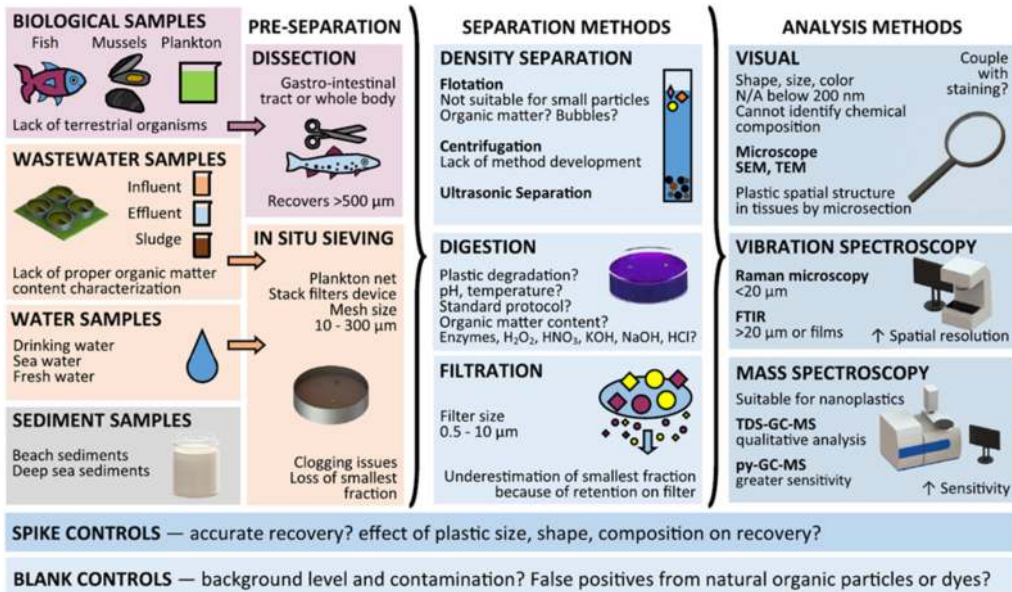 BIOLOGICAL SAMPLES
Fish Mussels Plankton
Lack of terrestrial organisms
WASTEWATER SAMPLES
Influent
Effluent
Sludge
Lack of proper organic matter
content characterization
WATER SAMPLES
Drinking water
Sea water
Fresh water
SEDIMENT SAMPLES
Beach sediments
Deep sea sediments
PRE-SEPARATION
DISSECTION
Gastro-intestinal
tract or whole body
Recovers >500 μm
IN SITU SIEVING
Plankton net
Stack filters device
Mesh size
10 - 300 μm
Clogging issues
Loss of smallest
fraction
SEPARATION METHODS
DENSITY SEPARATION
Flotation
Not suitable for small particles
Organic matter? Bubbles?
Centrifugation
Lack of method development
Ultrasonic Separation
DIGESTION
Plastic degradation?
pH, temperature?
Standard protocol?
Organic matter content?
Enzymes, H₂O₂, HNO₃, KOH, NaOH, HCl?
FILTRATION
Filter size
0.5 - 10 μm
Underestimation of smallest fraction
because of retention on filter
ANALYSIS METHODS
VISUAL
Shape, size, color
N/A below 200 nm
Cannot identify chemical
composition
Couple
with
staining?
Microscope
SEM, TEM
Plastic spatial structure
in tissues by microsection
VIBRATION SPECTROSCOPY
Raman microscopy
<20 μm
FTIR
>20 μm or films
↑ Spatial resolution
MASS SPECTROSCOPY
Suitable for nanoplastics
TDS-GC-MS
qualitative analysis
py-GC-MS
greater sensitivity
↑ Sensitivity
SPIKE CONTROLS — accurate recovery? effect of plastic size, shape, composition on recovery?
BLANK CONTROLS — background level and contamination? False positives from natural organic particles or dyes?